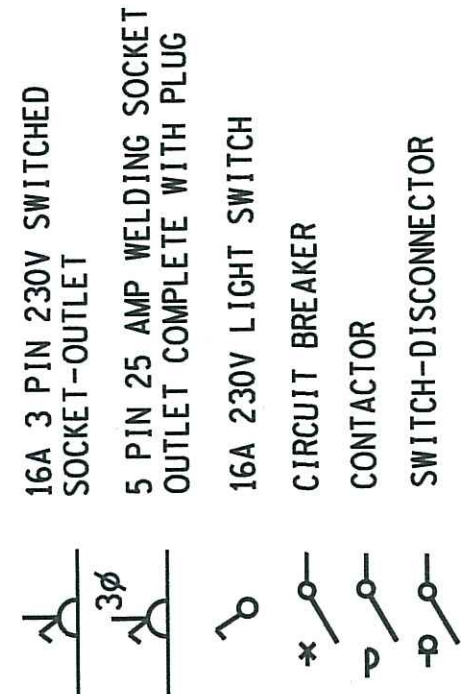 16A 3 PIN 230V SWITCHED
SOCKET-OUTLET
3Ø
5 PIN 25 AMP WELDING SOCKET
OUTLET COMPLETE WITH PLUG
16A 230V LIGHT SWITCH
CIRCUIT BREAKER
CONTACTOR
SWITCH-DISCONNECTOR